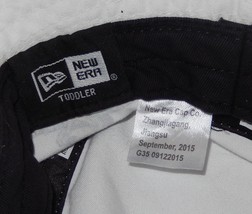 NEW
ERA
TODDLER
New Era Cap Co.
Zhangjiagang,
Jiangsu
September, 2015
G35 09122015